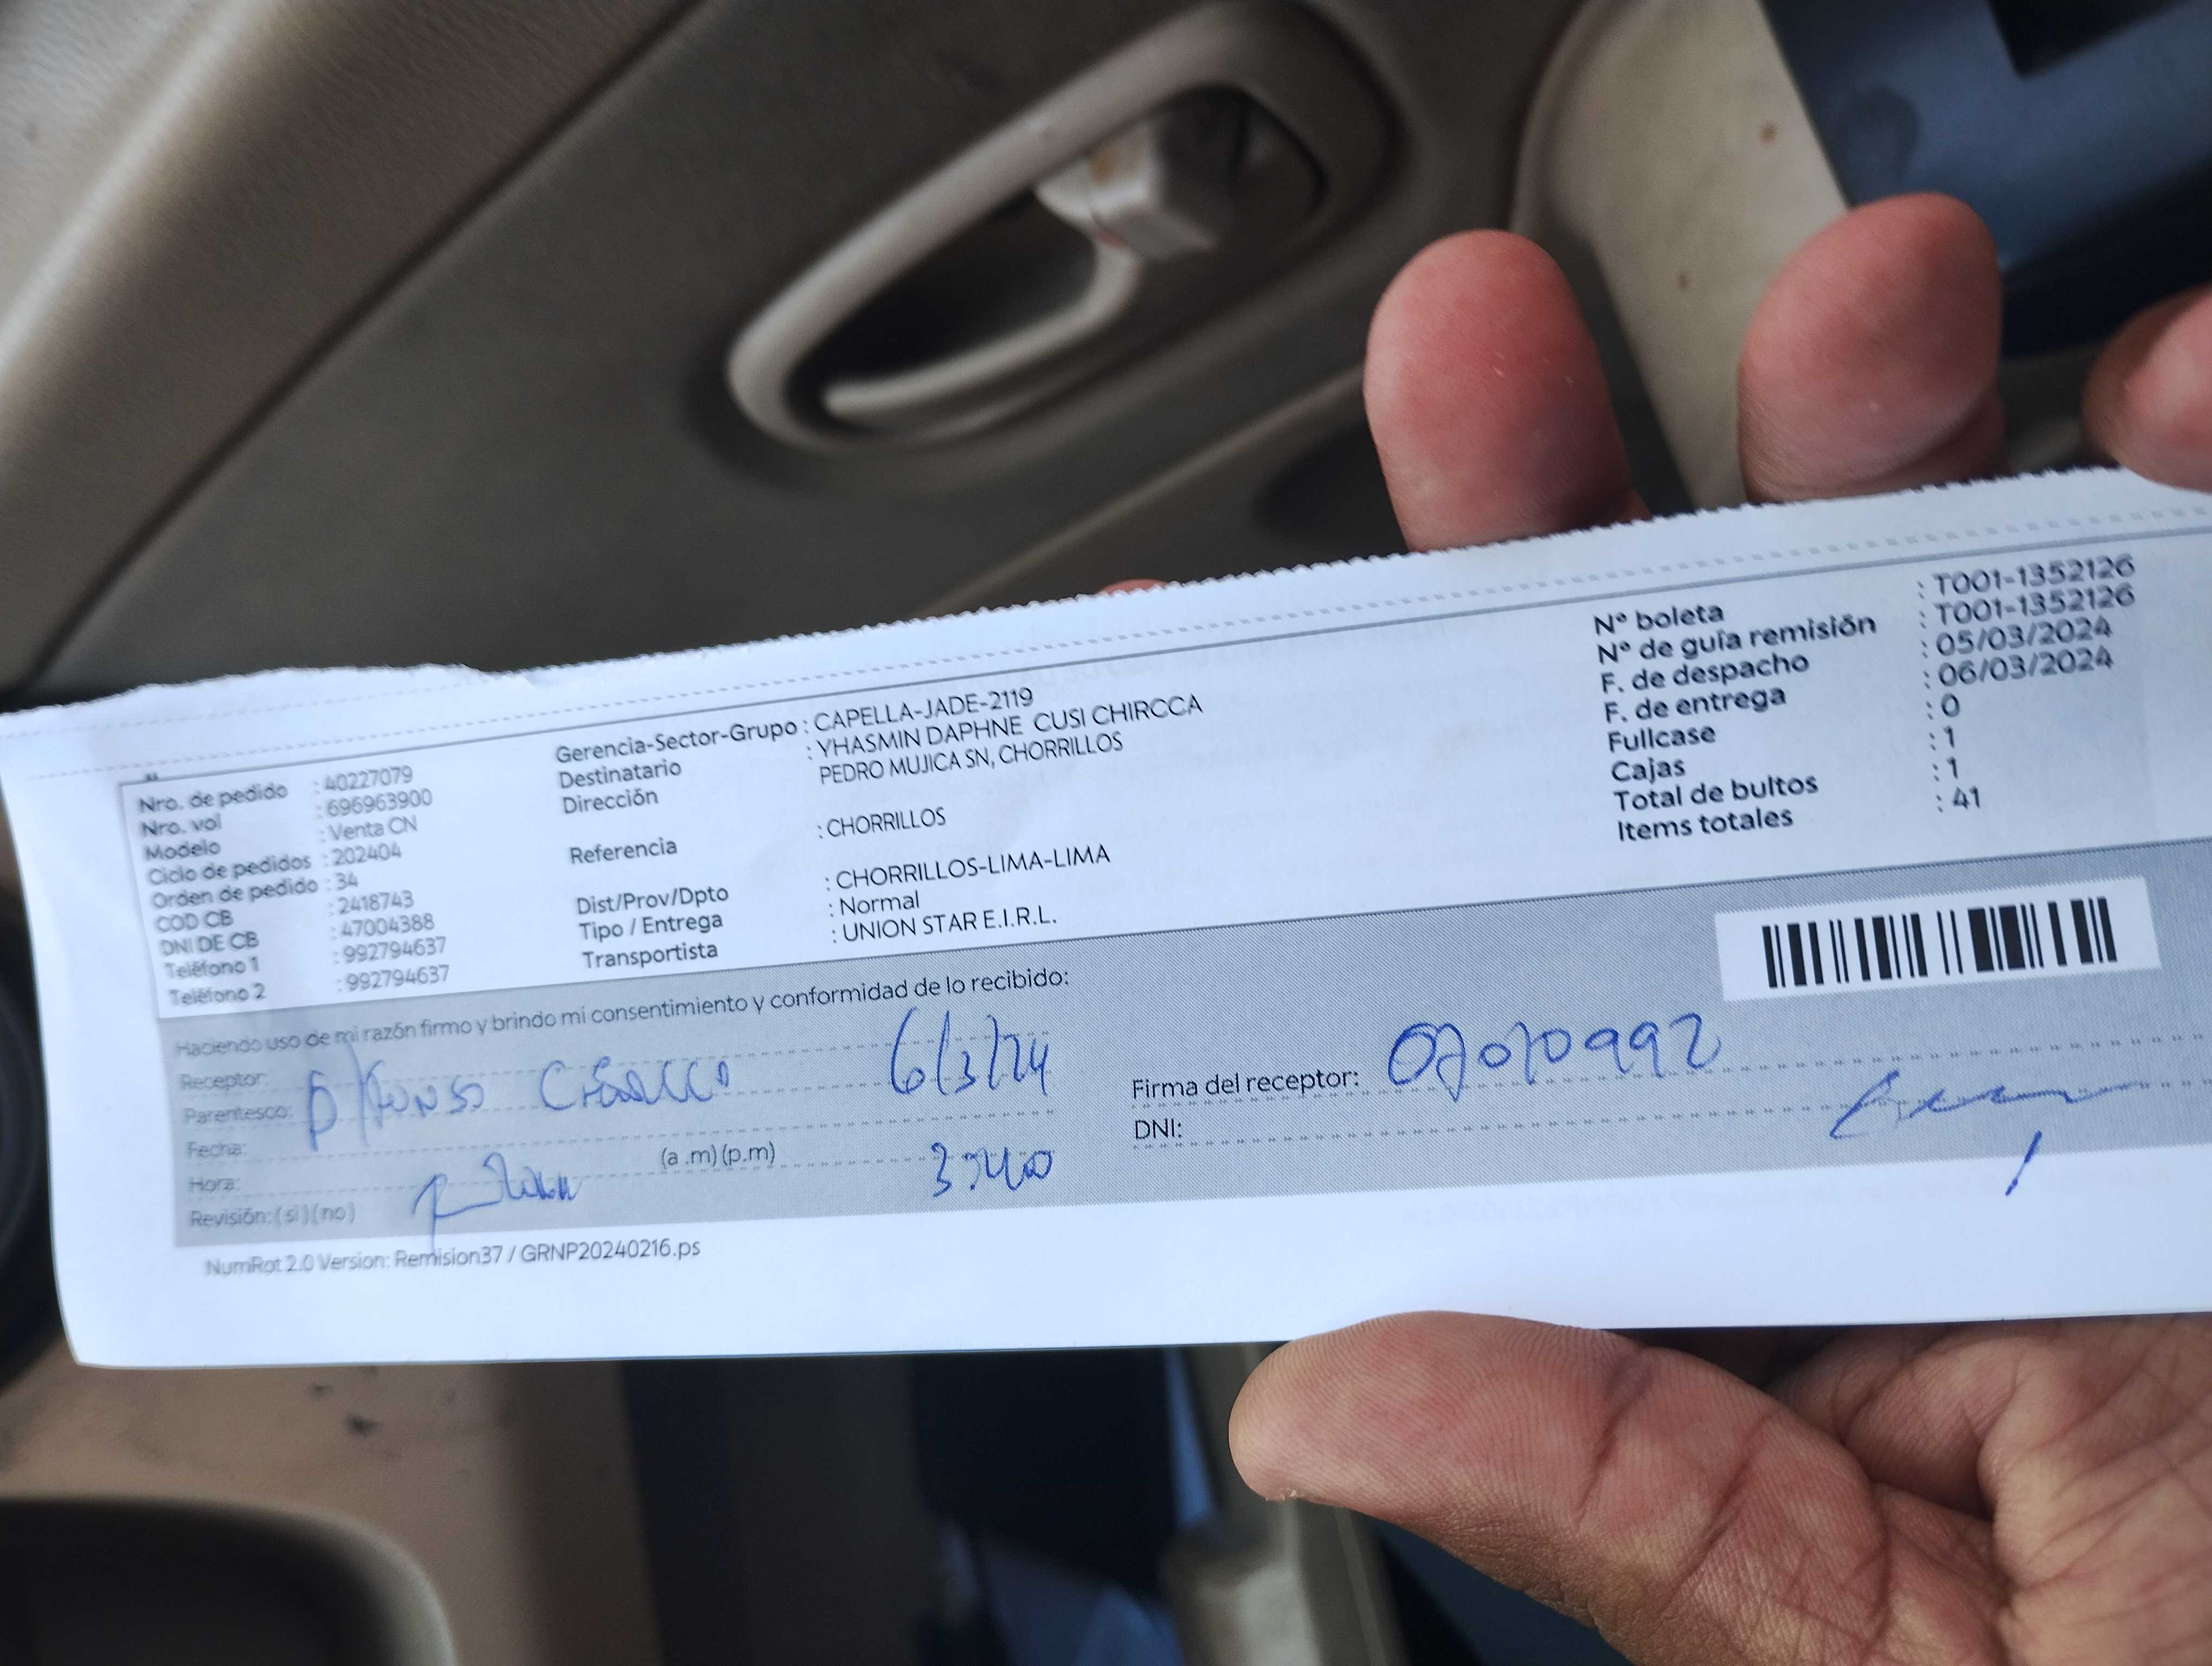 Nro. de pedido : 40227079
Nro. vol : 696963900
Modelo : Venta CN
Ciclo de pedidos : 202404
Orden de pedido : 34
COD CB : 2418743
DNI DE CB : 47004388
Teléfono 1 : 992794637
Teléfono 2 : 992794637
Gerencia-Sector-Grupo : CAPELLA-JADE-2119
Destinatario : YHASMIN DAPHNE CUSI CHIRCCA
Dirección PEDRO MUJICA SN, CHORRILLOS
Referencia : CHORRILLOS
Dist/Prov/Dpto : CHORRILLOS-LIMA-LIMA
Tipo / Entrega : Normal
Transportista : UNION STAR E.I.R.L.
Nº boleta : T001-1352126
Nº de guía remisión : T001-1352126
F. de despacho : 05/03/2024
F. de entrega : 06/03/2024
Fullcase : 0
Cajas : 1
Total de bultos : 1
Items totales : 41
Haciendo uso de mi razón firmo y brindo mi consentimiento y conformidad de lo recibido:
Receptor:
Parentesco: 6/3/24
Fecha:
Hora: (a .m) (p.m) 3:40
Revisión: (si) (no)
Firma del receptor: 07010992
DNI:
NumRot 2.0 Version: Remision37 / GRNP20240216.ps